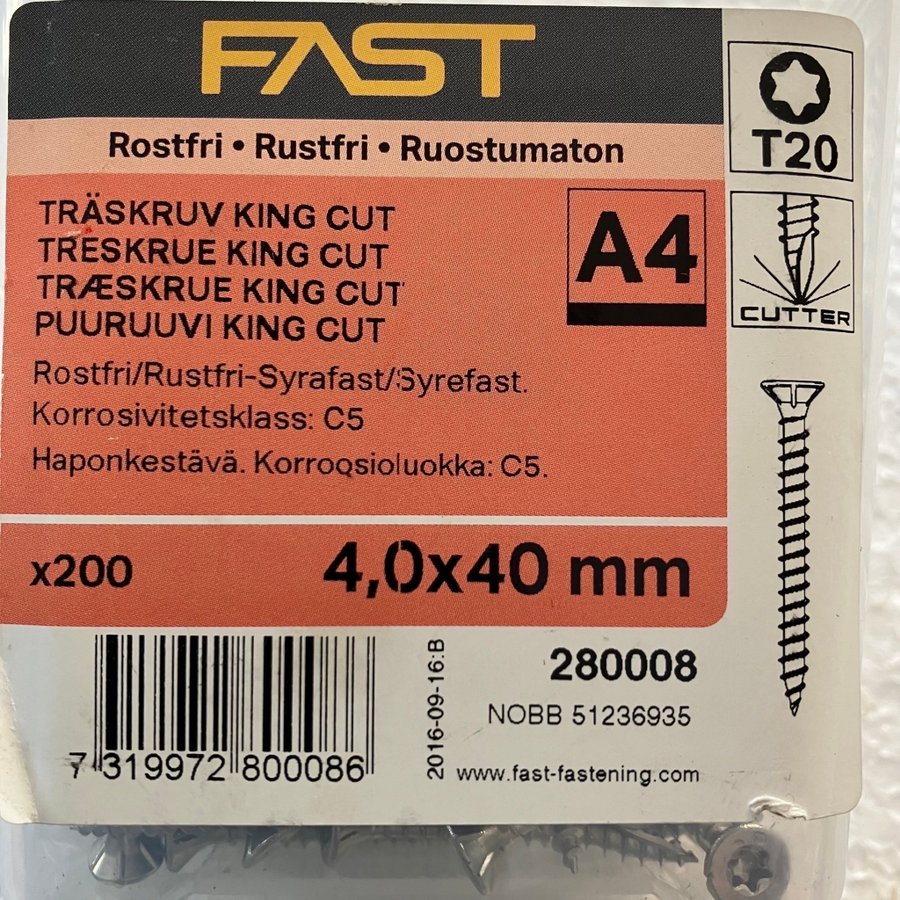 FAST
Rostfri • Rustfri • Ruostumaton
T20
TRÄSKRUV KING CUT
TRESKRUE KING CUT
TRÆSKRUE KING CUT
PUURUUVI KING CUT
A4
CUTTER
Rostfri/Rustfri-Syrafast/Syrefast.
Korrosivitetsklass: C5
Haponkestävä. Korroosioluokka: C5.
x200
4,0x40 mm
7 319972 800086
2016-09-16:B
280008
NOBB 51236935
www.fast-fastening.com